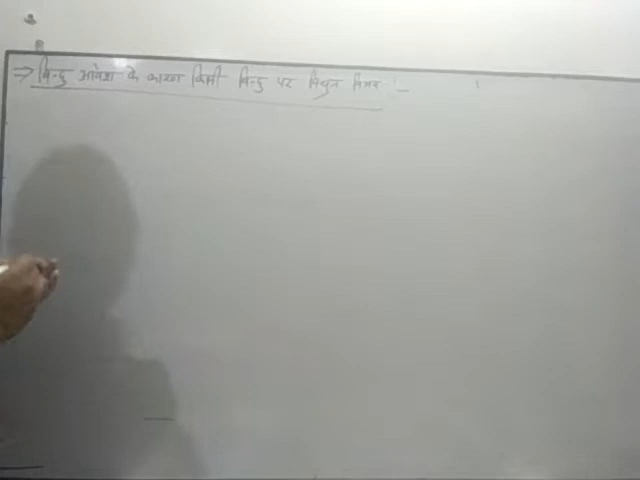 ⇒ बिन्दु आवेश के कारण किसी बिन्दु पर विद्युत विभव :-